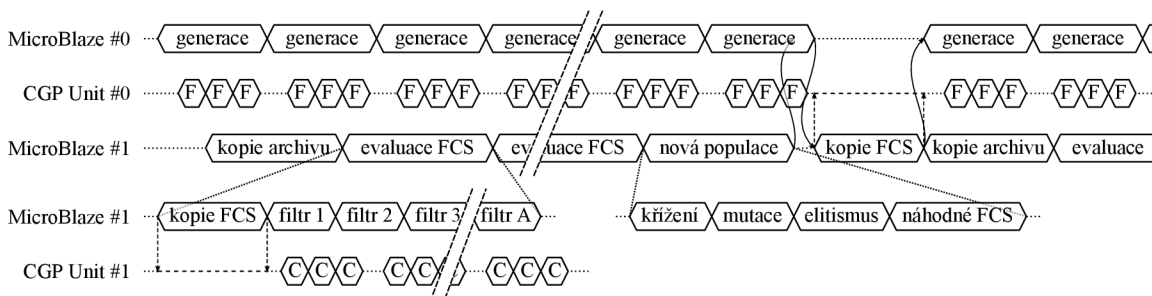 MicroBlaze #0 generace generace generace generace generace generace generace generace
CGP Unit #0 F F F F F F F F F F F F F F F F F F F F F F F F
MicroBlaze #1 kopie archivu evaluace FCS evaluace FCS nová populace kopie FCS kopie archivu evaluace
MicroBlaze #1 kopie FCS filtr 1 filtr 2 filtr 3 filtr A křížení mutace elitismus náhodné FCS
CGP Unit #1 C C C C C C C C C